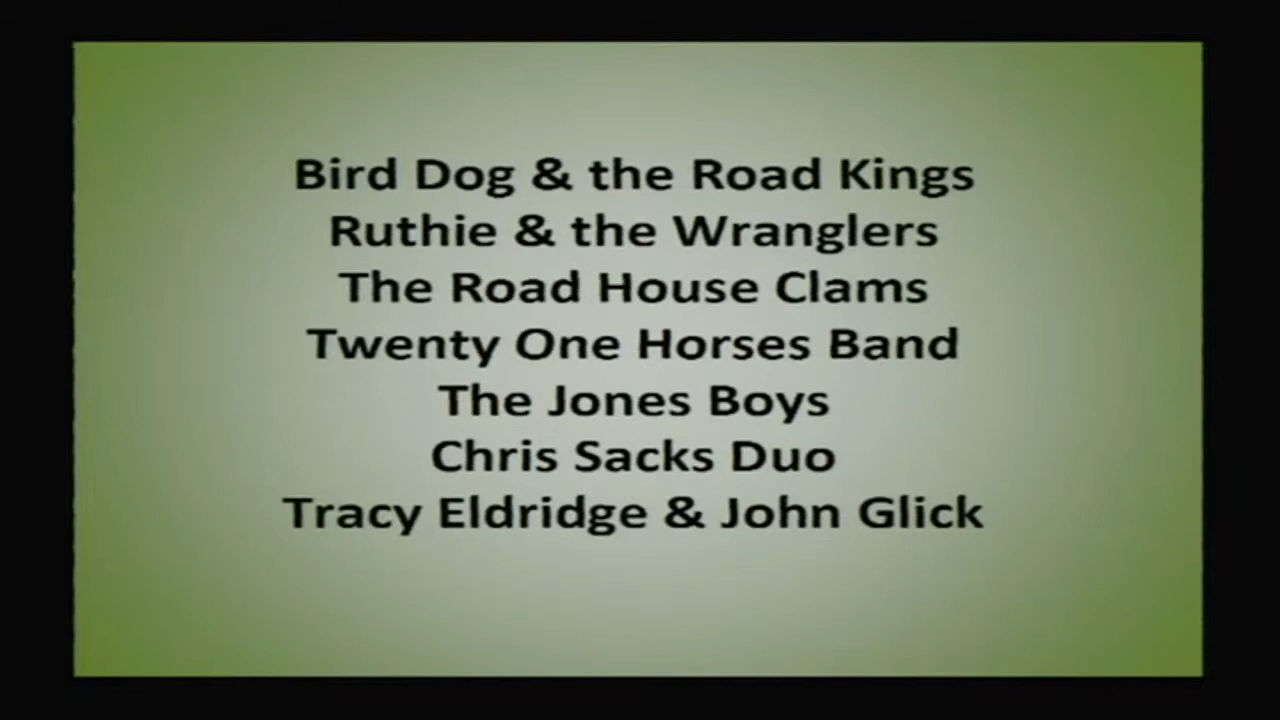 Bird Dog & the Road Kings
Ruthie & the Wranglers
The Road House Clams
Twenty One Horses Band
The Jones Boys
Chris Sacks Duo
Tracy Eldridge & John Glick